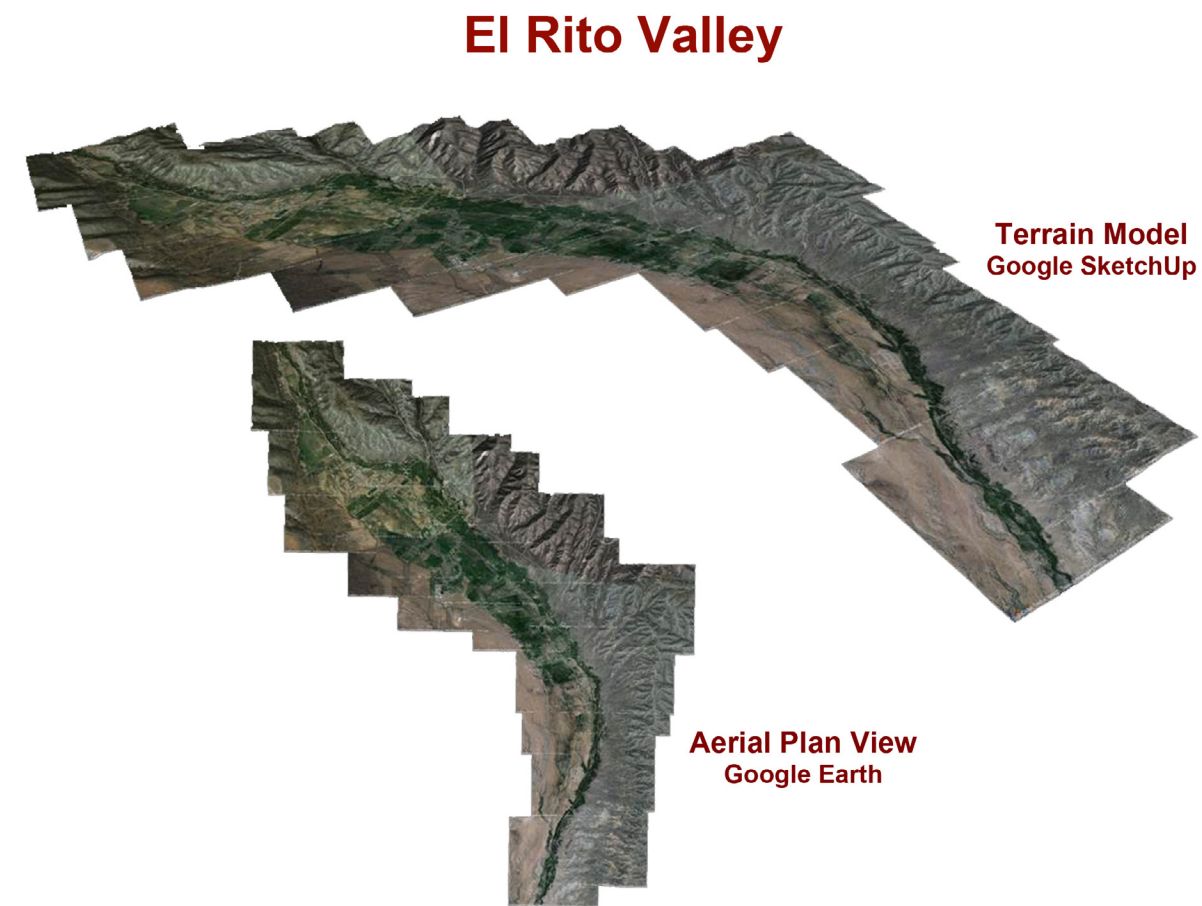 El Rito Valley
Terrain Model
Google SketchUp
Aerial Plan View
Google Earth